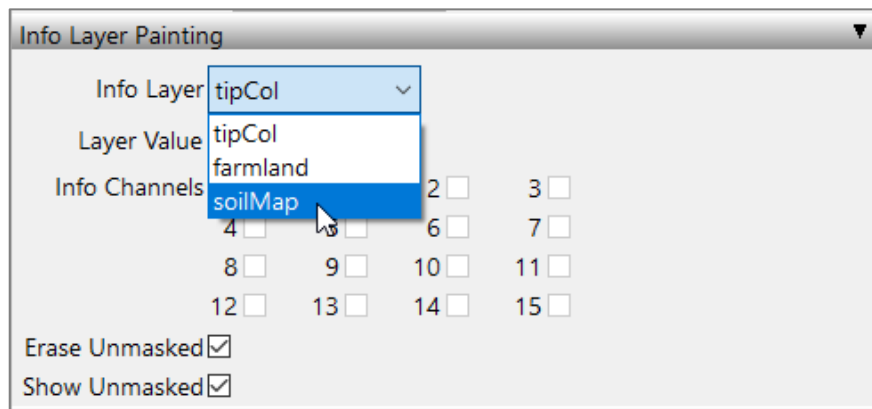 Info Layer Painting
Info Layer tipCol
Layer Value tipCol
farmland
Info Channels soilMap 2 3
4 6 7
8 9 10 11
12 13 14 15
Erase Unmasked
Show Unmasked